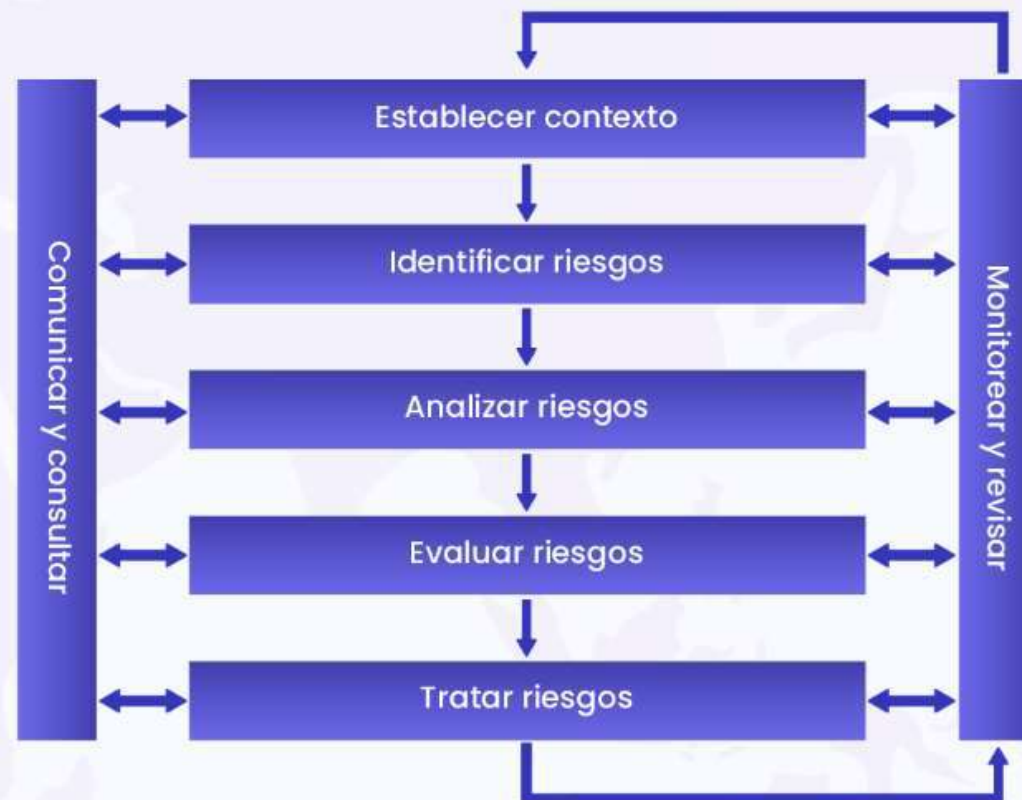 Establecer contexto
Identificar riesgos
Analizar riesgos
Evaluar riesgos
Tratar riesgos
Comunicar y consultar
Monitorear y revisar